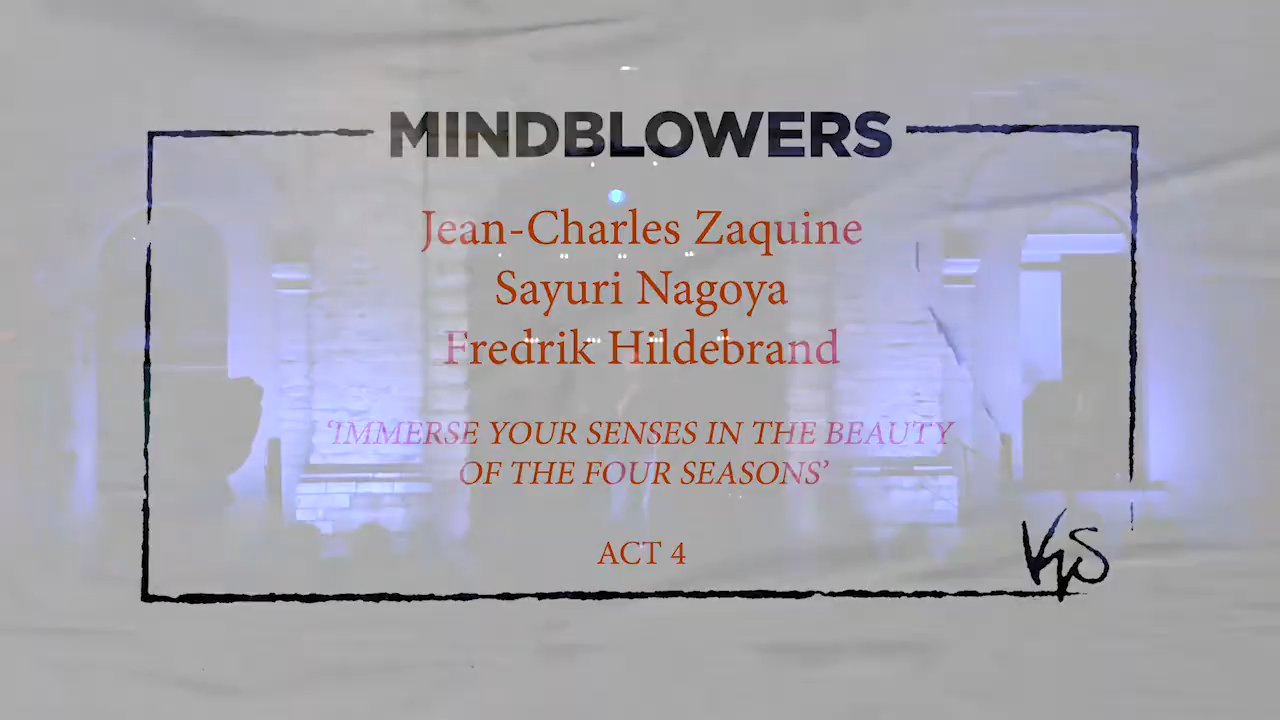 MINDBLOWERS
Jean-Charles Zaquine
Sayuri Nagoya
Fredrik Hildebrand
‘IMMERSE YOUR SENSES IN THE BEAUTY
OF THE FOUR SEASONS’
ACT 4